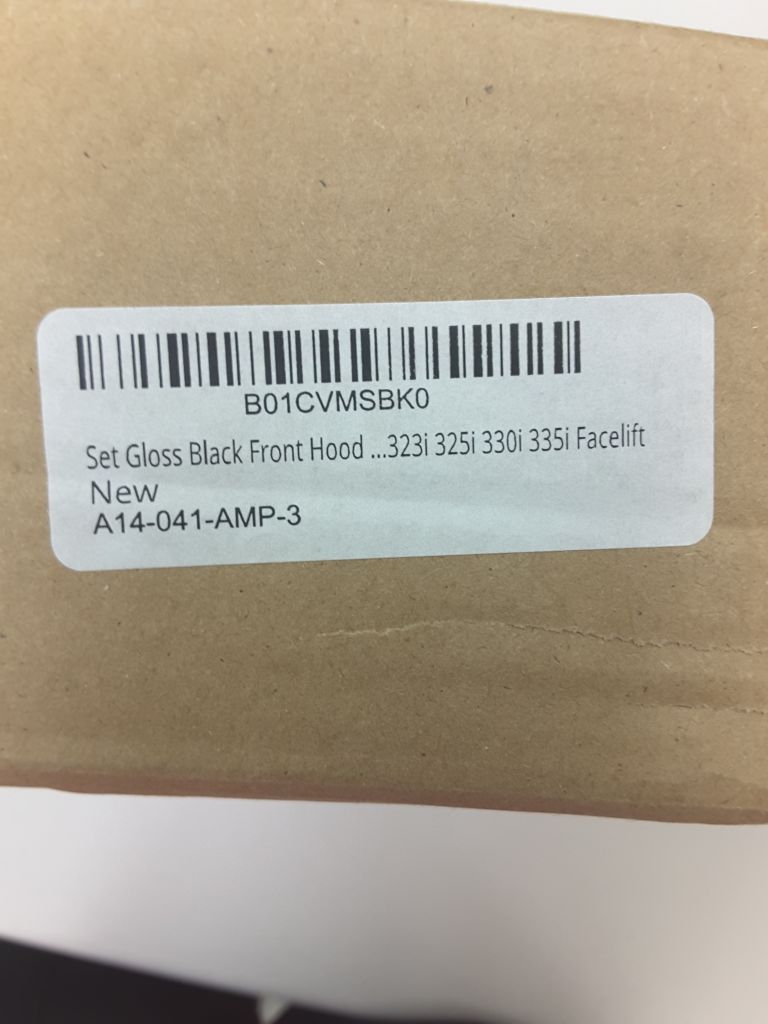 B01CVMSBK0
Set Gloss Black Front Hood ...323i 325i 330i 335i Facelift
New
A14-041-AMP-3